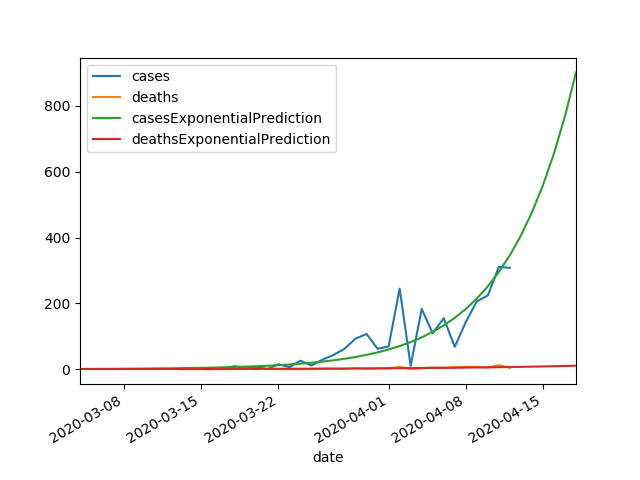 cases
deaths
casesExponentialPrediction
deathsExponentialPrediction
800
600
400
200
0
2020-03-08
2020-03-15
2020-03-22
2020-04-01
2020-04-08
2020-04-15
date